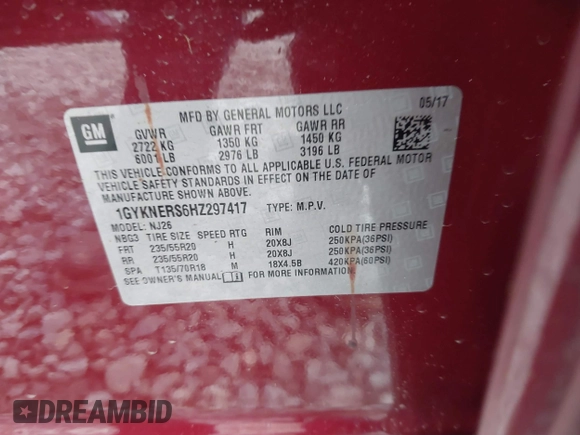 GM
MFD BY GENERAL MOTORS LLC 05/17
GVWR GAWR FRT GAWR RR
2722 KG 1350 KG 1450 KG
6001 LB 2976 LB 3196 LB
THIS VEHICLE CONFORMS TO ALL APPLICABLE U.S. FEDERAL MOTOR
VEHICLE SAFETY STANDARDS IN EFFECT ON THE DATE OF
MANUFACTURE SHOWN ABOVE.
1GYKNERS6HZ297417 TYPE: M.P.V.
MODEL: NJ26
NBG3 TIRE SIZE SPEED RTG RIM COLD TIRE PRESSURE
FRT 235/55R20 H 20X8J 250KPA(36PSI)
RR 235/55R20 H 20X8J 250KPA(36PSI)
SPA T135/70R18 M 18X4.5B 420KPA(60PSI)
SEE OWNER'S MANUAL FOR MORE INFORMATION.
DREAMBID